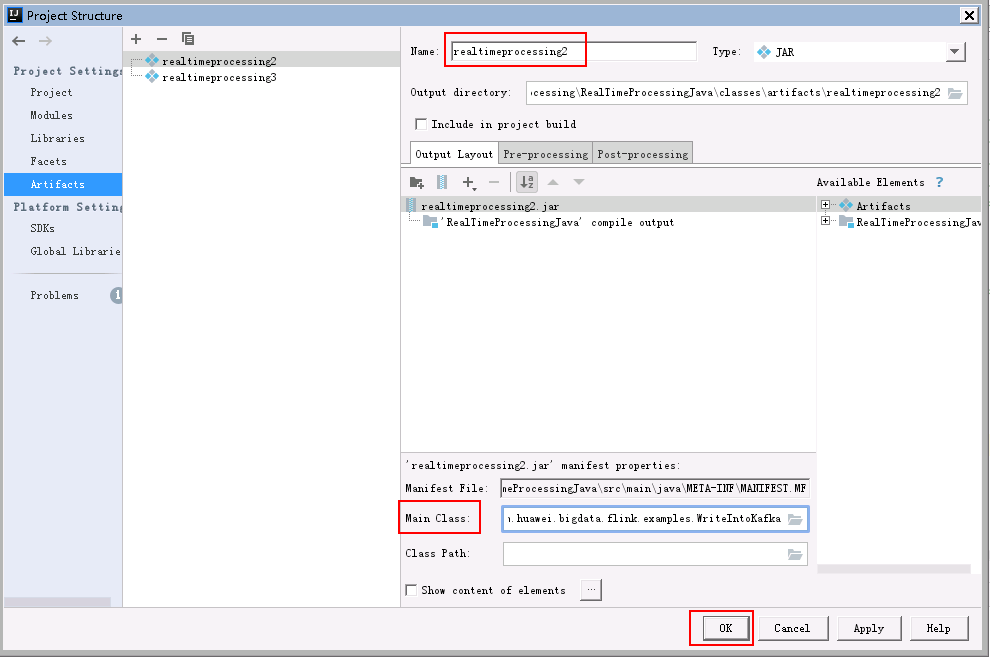 Project Structure
Project Settings
Project
Modules
Libraries
Facets
Artifacts
Platform Settin
SDKs
Global Librarie
Problems
1
realtimeprocessing2
realtimeprocessing3
Name: realtimeprocessing2 Type: JAR
Output directory: cessing\RealTimeProcessingJava\classes\artifacts\realtimeprocessing2
Include in project build
Output Layout Pre-processing Post-processing
Available Elements ?
realtimeprocessing2.jar
'RealTimeProcessingJava' compile output
Artifacts
RealTimeProcessingJav
'realtimeprocessing2.jar' manifest properties:
Manifest File: meProcessingJava\src\main\java\META-INF\MANIFEST.MF
Main Class: .huawei.bigdata.flink.examples.WriteIntoKafka
Class Path:
Show content of elements ...
OK Cancel Apply Help